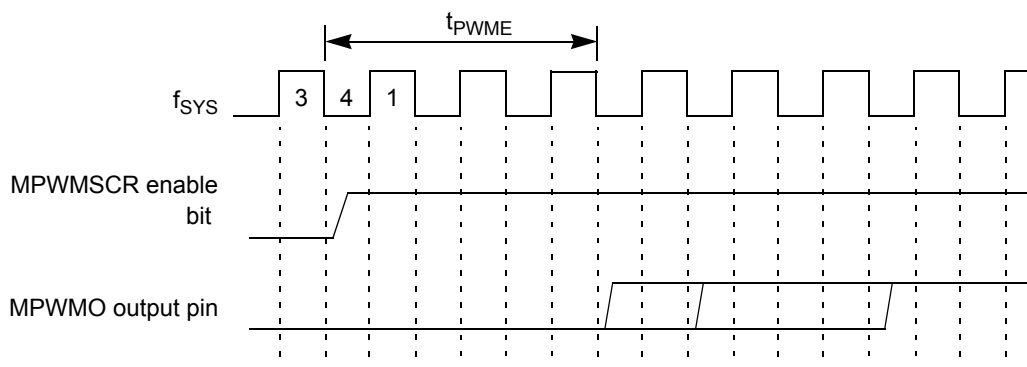 tPWME
fSYS
3 4 1
MPWMSCR enable
bit
MPWMO output pin